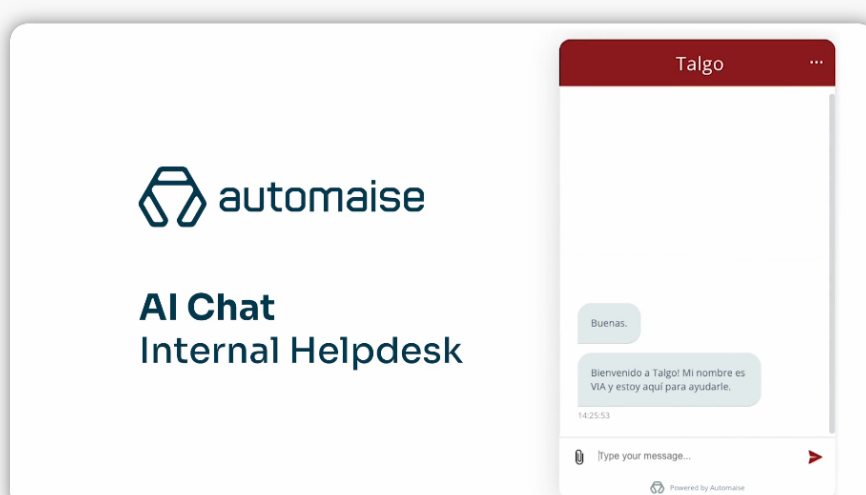 automaise
AI Chat
Internal Helpdesk
Talgo
...
Buenas.
Bienvenido a Talgo! Mi nombre es
VIA y estoy aquí para ayudarle.
14:25:53
Type your message...
Powered by Automaise